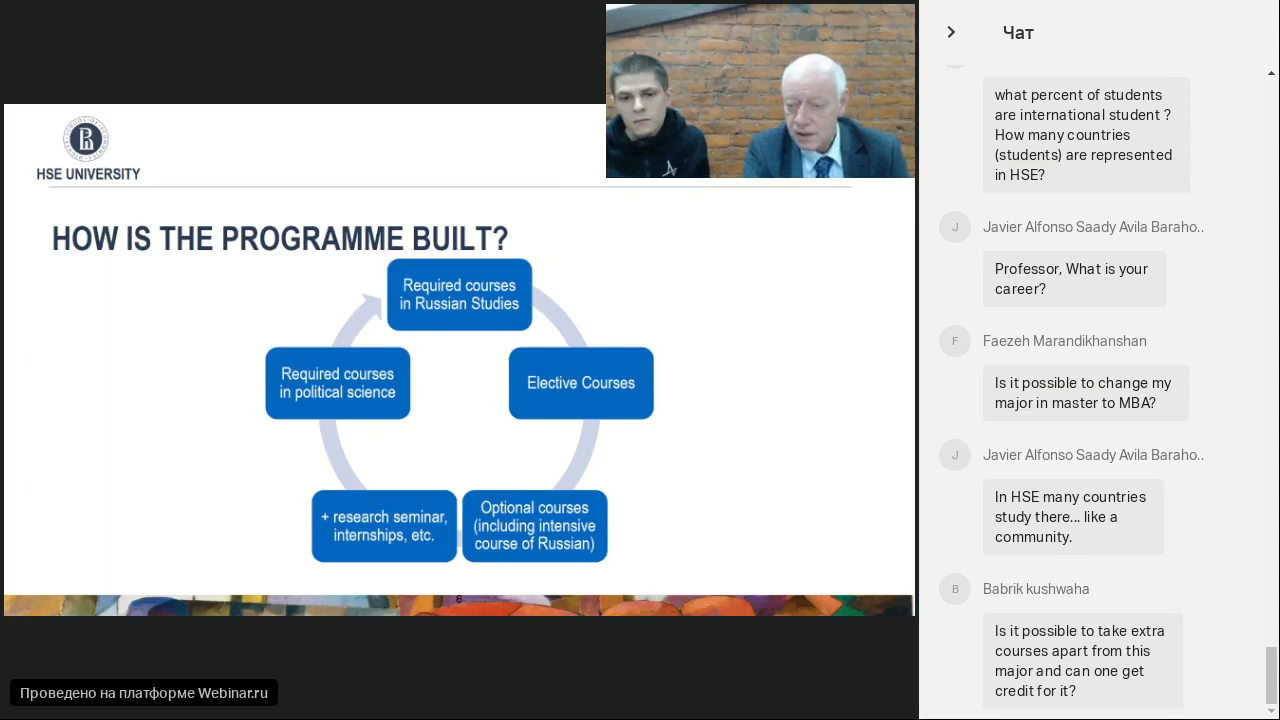 HSE UNIVERSITY
HOW IS THE PROGRAMME BUILT?
Required courses
in Russian Studies
Elective Courses
Optional courses
(including intensive
course of Russian)
+ research seminar,
internships, etc.
Required courses
in political science
6
Проведено на платформе Webinar.ru
Чат
what percent of students
are international student ?
How many countries
(students) are represented
in HSE?
J
Javier Alfonso Saady Avila Baraho..
Professor, What is your
career?
F
Faezeh Marandikhanshan
Is it possible to change my
major in master to MBA?
J
Javier Alfonso Saady Avila Baraho..
In HSE many countries
study there... like a
community.
B
Babrik kushwaha
Is it possible to take extra
courses apart from this
major and can one get
credit for it?